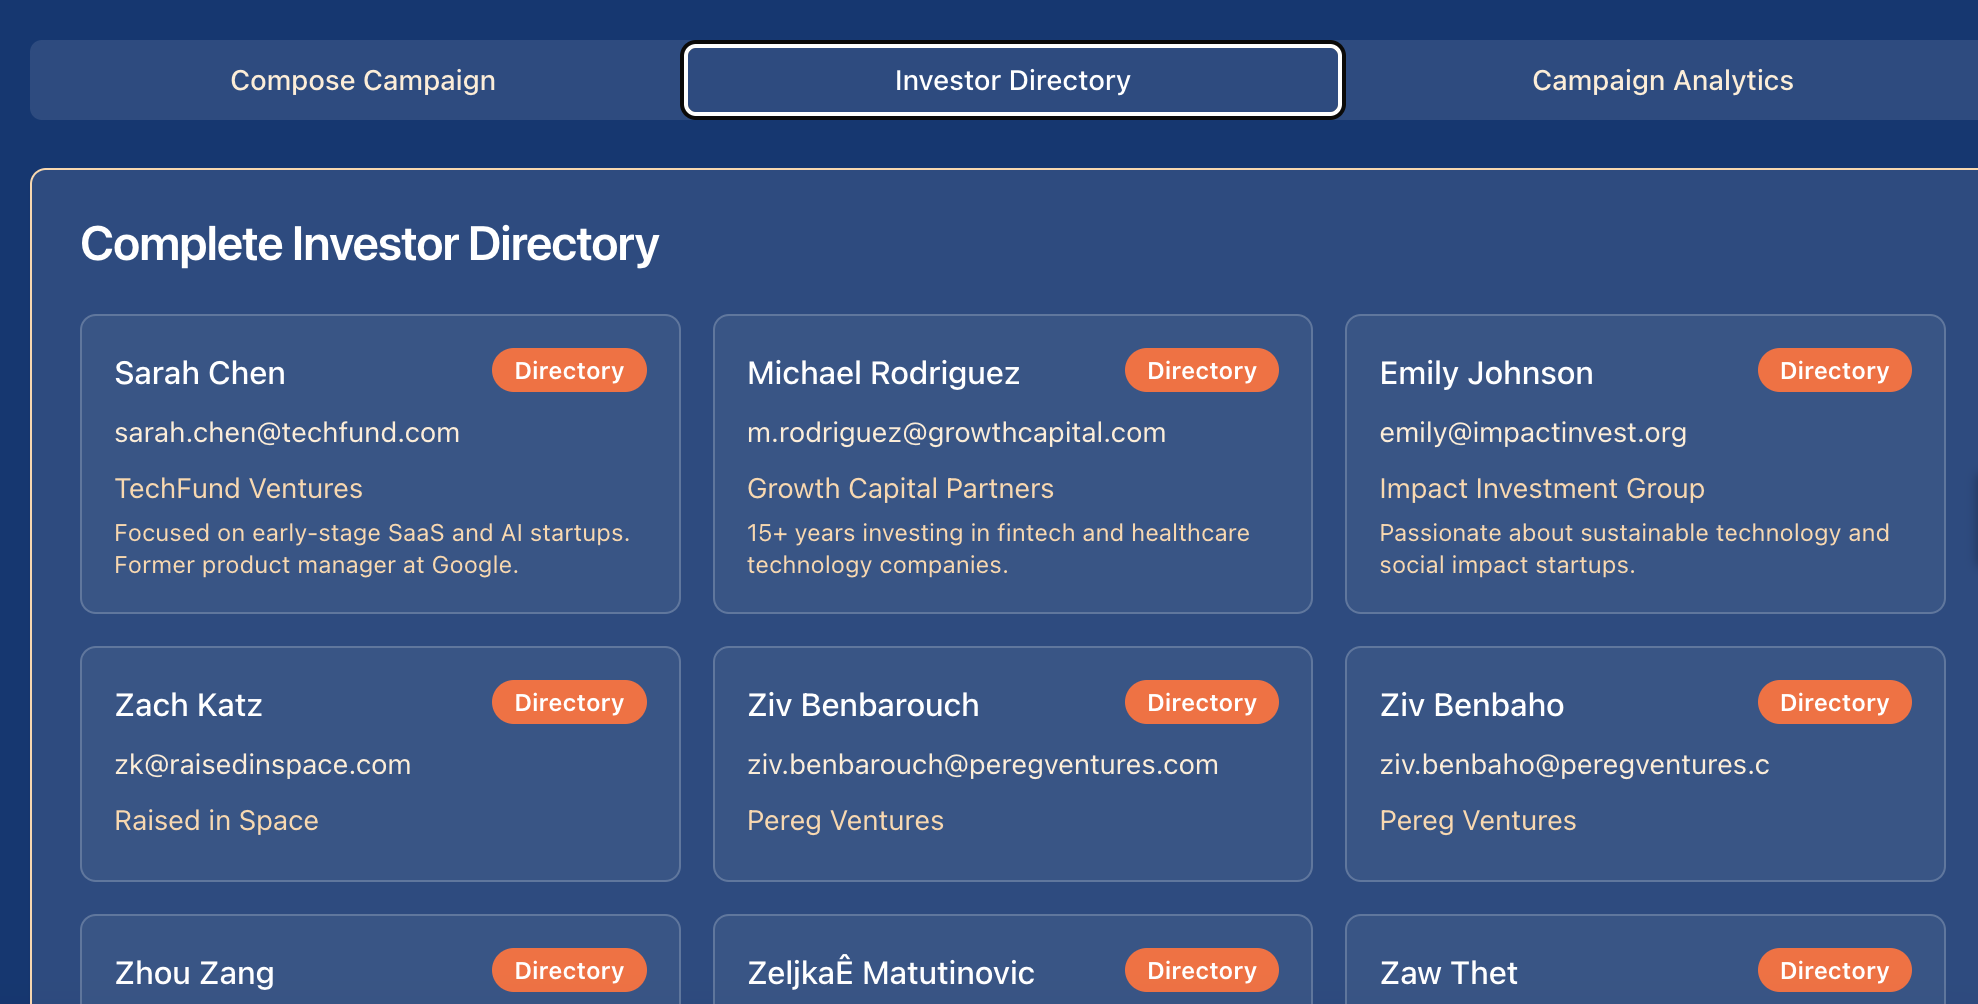 Compose Campaign
Investor Directory
Campaign Analytics
Complete Investor Directory
Sarah Chen
Directory
sarah.chen@techfund.com
TechFund Ventures
Focused on early-stage SaaS and AI startups.
Former product manager at Google.
Michael Rodriguez
Directory
m.rodriguez@growthcapital.com
Growth Capital Partners
15+ years investing in fintech and healthcare
technology companies.
Emily Johnson
Directory
emily@impactinvest.org
Impact Investment Group
Passionate about sustainable technology and
social impact startups.
Zach Katz
Directory
zk@raisedinspace.com
Raised in Space
Ziv Benbarouch
Directory
ziv.benbarouch@peregventures.com
Pereg Ventures
Ziv Benbaho
Directory
ziv.benbaho@peregventures.c
Pereg Ventures
Zhou Zang
Directory
ZeljkaÊ Matutinovic
Directory
Zaw Thet
Directory